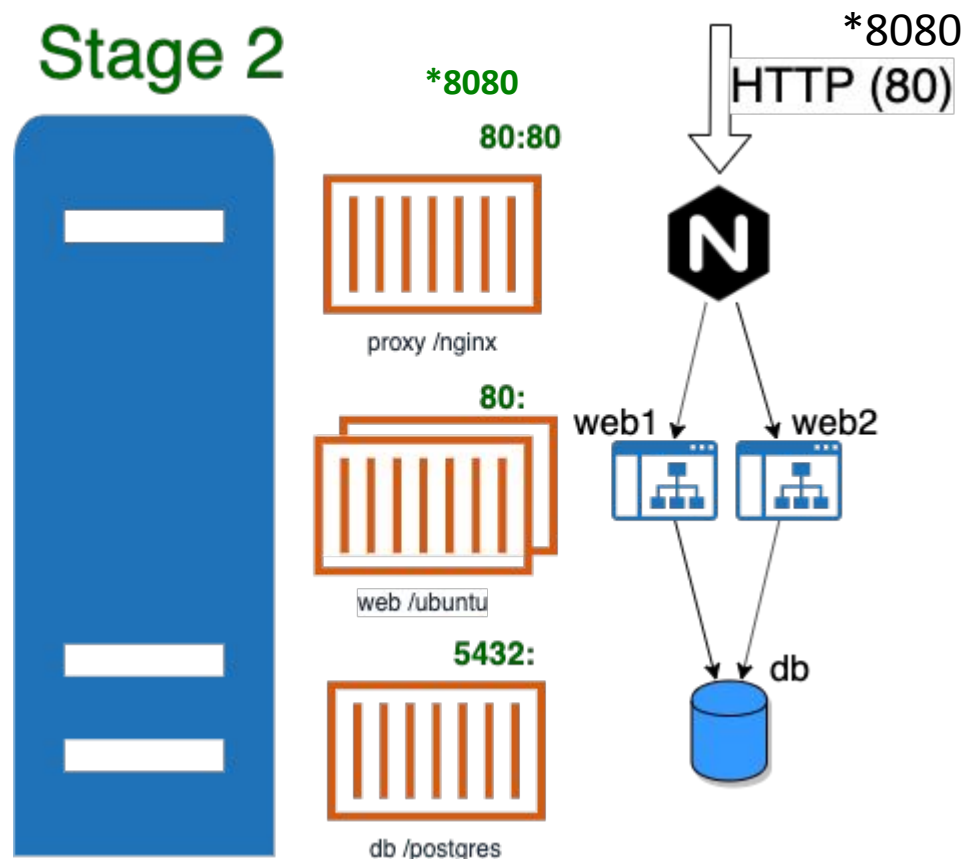 Stage 2
*8080
80:80
proxy /nginx
80:
web /ubuntu
5432:
db /postgres
*8080
HTTP (80)
N
web1
web2
db